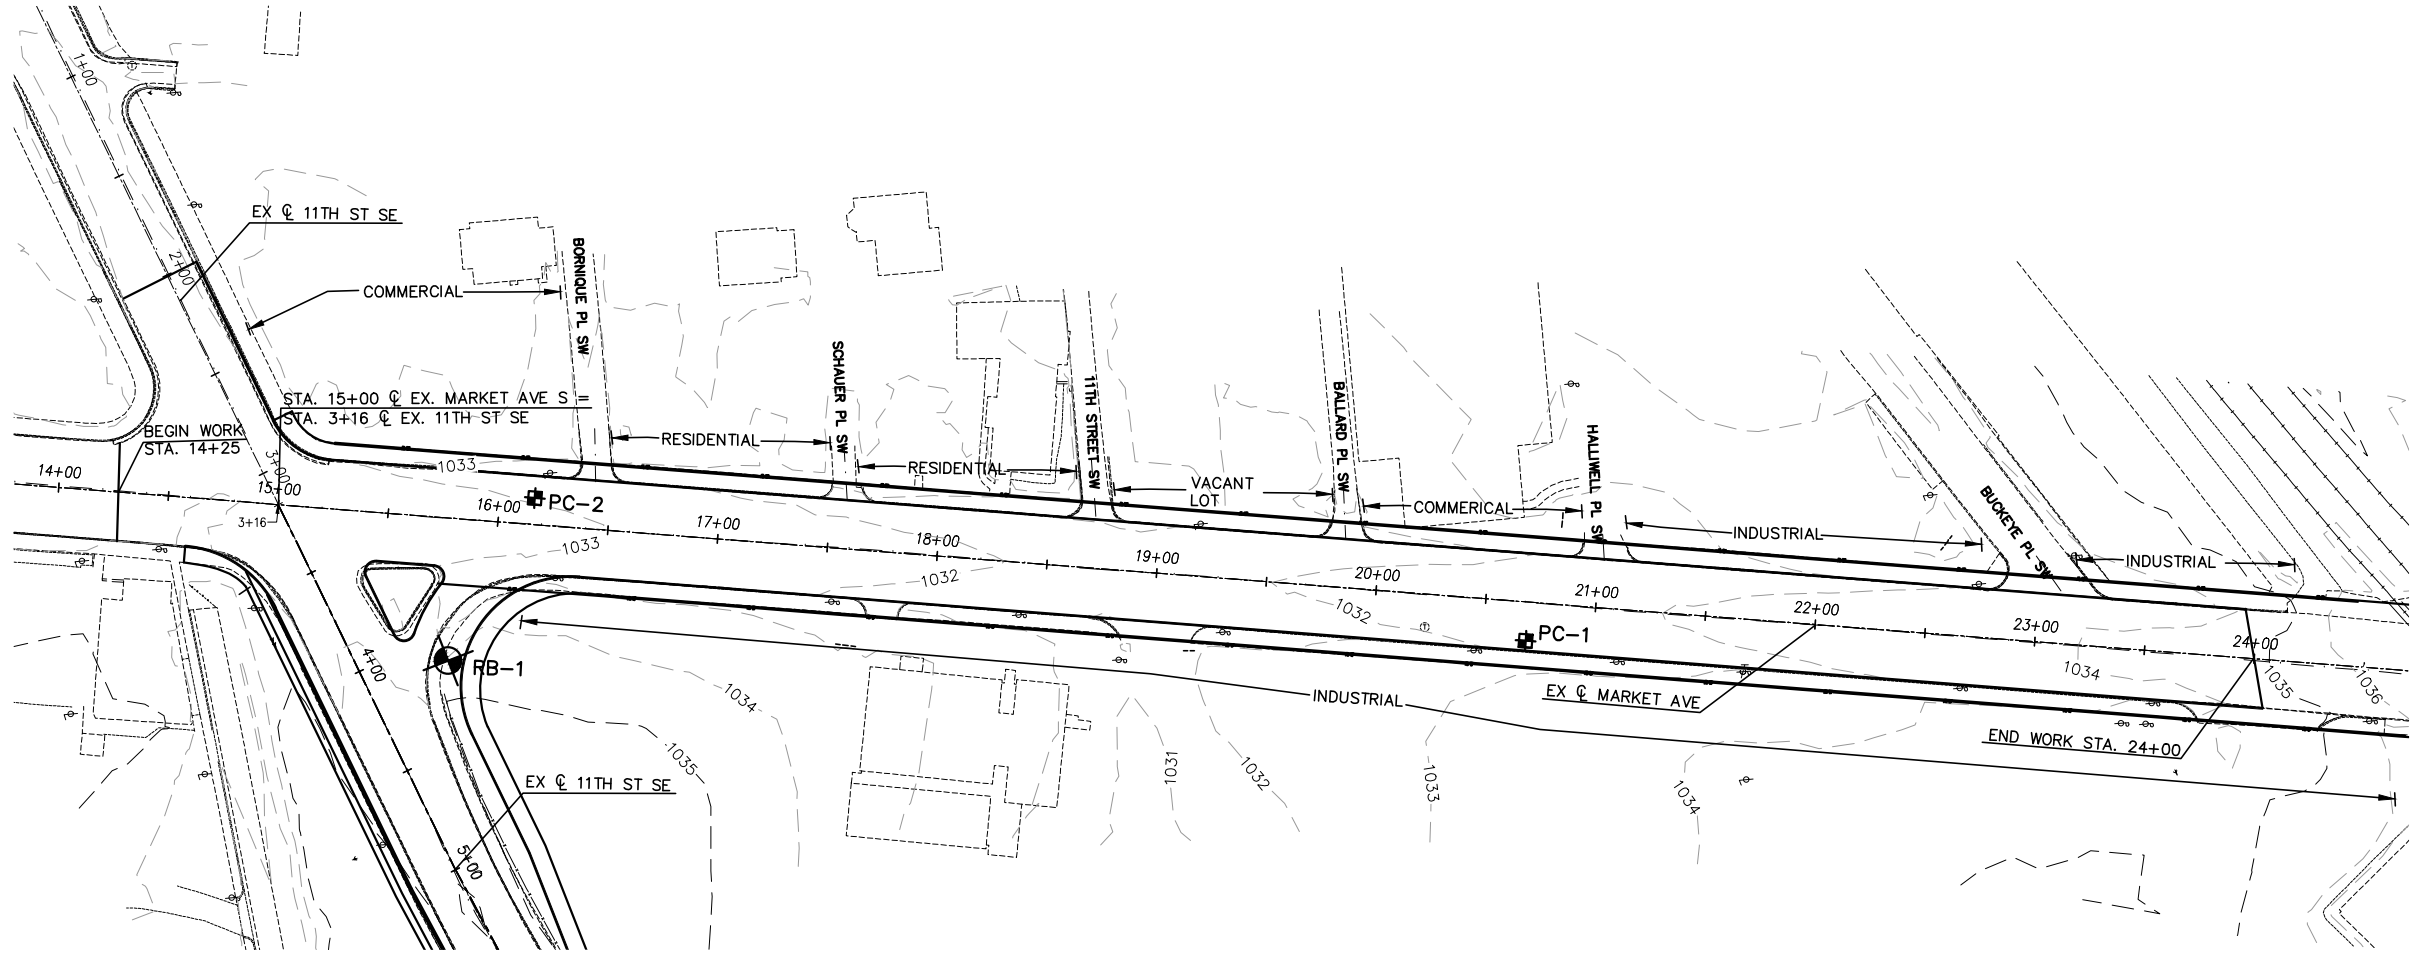 1+00
EX ℄ 11TH ST SE
2+00
COMMERCIAL
BORNIQUE PL SW
SCHAUER PL SW
11TH STREET SW
BALLARD PL SW
HALLIWELL PL SW
BUCKEYE PL SW
STA. 15+00 ℄ EX. MARKET AVE S =
STA. 3+16 ℄ EX. 11TH ST SE
BEGIN WORK
STA. 14+25
RESIDENTIAL
RESIDENTIAL
VACANT
LOT
COMMERICAL
INDUSTRIAL
INDUSTRIAL
14+00
3+00
15+00
3+16
1033
16+00
PC-2
1033
17+00
18+00
1032
19+00
20+00
1032
21+00
22+00
23+00
24+00
PC-1
4+00
RB-1
1034
1035
1036
1034
1035
INDUSTRIAL
EX ℄ MARKET AVE
END WORK STA. 24+00
1031
1032
1033
1034
EX ℄ 11TH ST SE
5+00